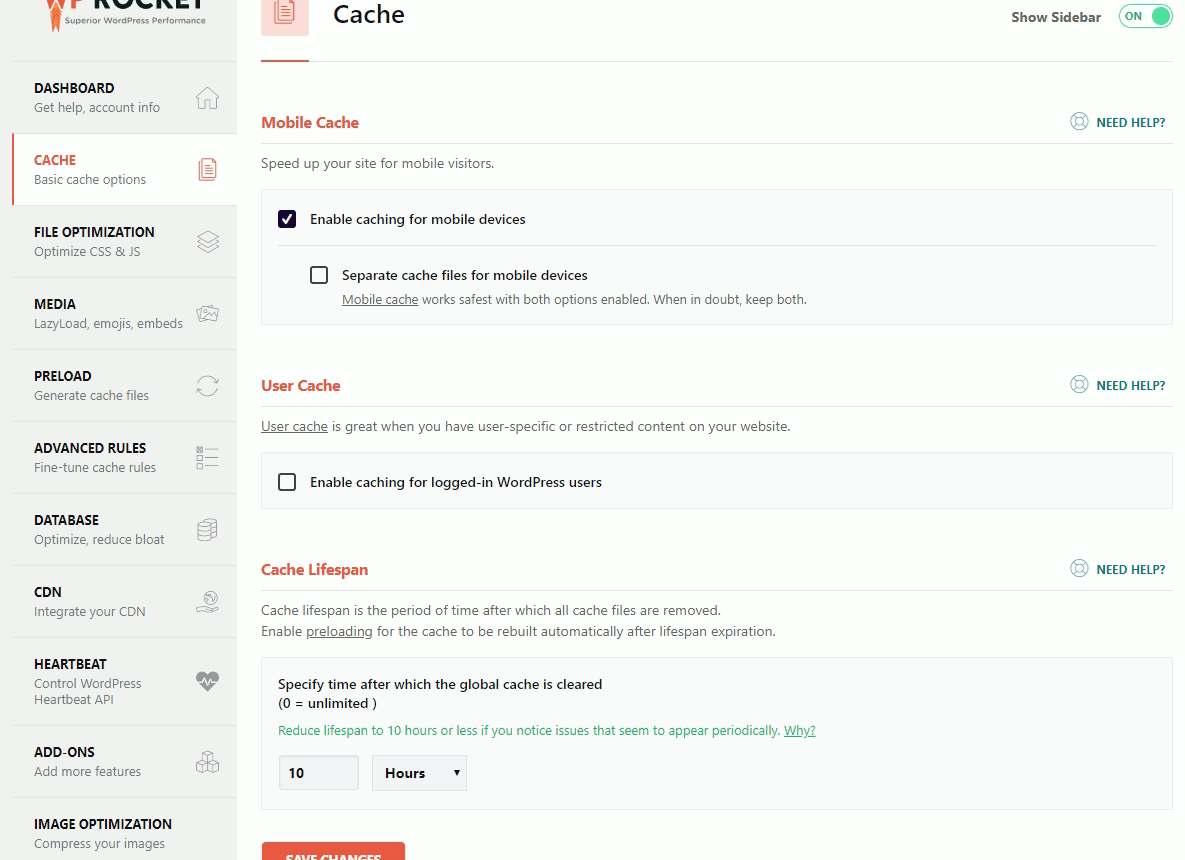 WP ROCKET
Superior WordPress Performance
DASHBOARD
Get help, account info
CACHE
Basic cache options
FILE OPTIMIZATION
Optimize CSS & JS
MEDIA
LazyLoad, emojis, embeds
PRELOAD
Generate cache files
ADVANCED RULES
Fine-tune cache rules
DATABASE
Optimize, reduce bloat
CDN
Integrate your CDN
HEARTBEAT
Control WordPress
Heartbeat API
ADD-ONS
Add more features
IMAGE OPTIMIZATION
Compress your images
Cache
Show Sidebar ON
Mobile Cache NEED HELP?
Speed up your site for mobile visitors.
Enable caching for mobile devices
Separate cache files for mobile devices
Mobile cache works safest with both options enabled. When in doubt, keep both.
User Cache NEED HELP?
User cache is great when you have user-specific or restricted content on your website.
Enable caching for logged-in WordPress users
Cache Lifespan NEED HELP?
Cache lifespan is the period of time after which all cache files are removed.
Enable preloading for the cache to be rebuilt automatically after lifespan expiration.
Specify time after which the global cache is cleared
(0 = unlimited )
Reduce lifespan to 10 hours or less if you notice issues that seem to appear periodically. Why?
10 Hours
SAVE CHANGES